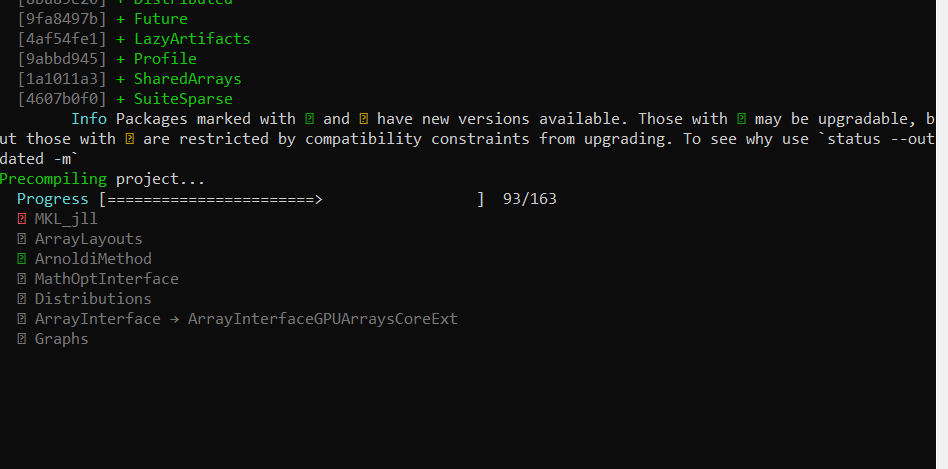 [8ba89e20] + Distributed
[9fa8497b] + Future
[4af54fe1] + LazyArtifacts
[9abbd945] + Profile
[1a1011a3] + SharedArrays
[4607b0f0] + SuiteSparse
Info Packages marked with ⍰ and ⍰ have new versions available. Those with ⍰ may be upgradable, b
ut those with ⍰ are restricted by compatibility constraints from upgrading. To see why use `status --out
dated -m`
Precompiling project...
Progress [=======================>                 ]  93/163
⍰ MKL_jll
⍰ ArrayLayouts
⍰ ArnoldiMethod
⍰ MathOptInterface
⍰ Distributions
⍰ ArrayInterface → ArrayInterfaceGPUArraysCoreExt
⍰ Graphs